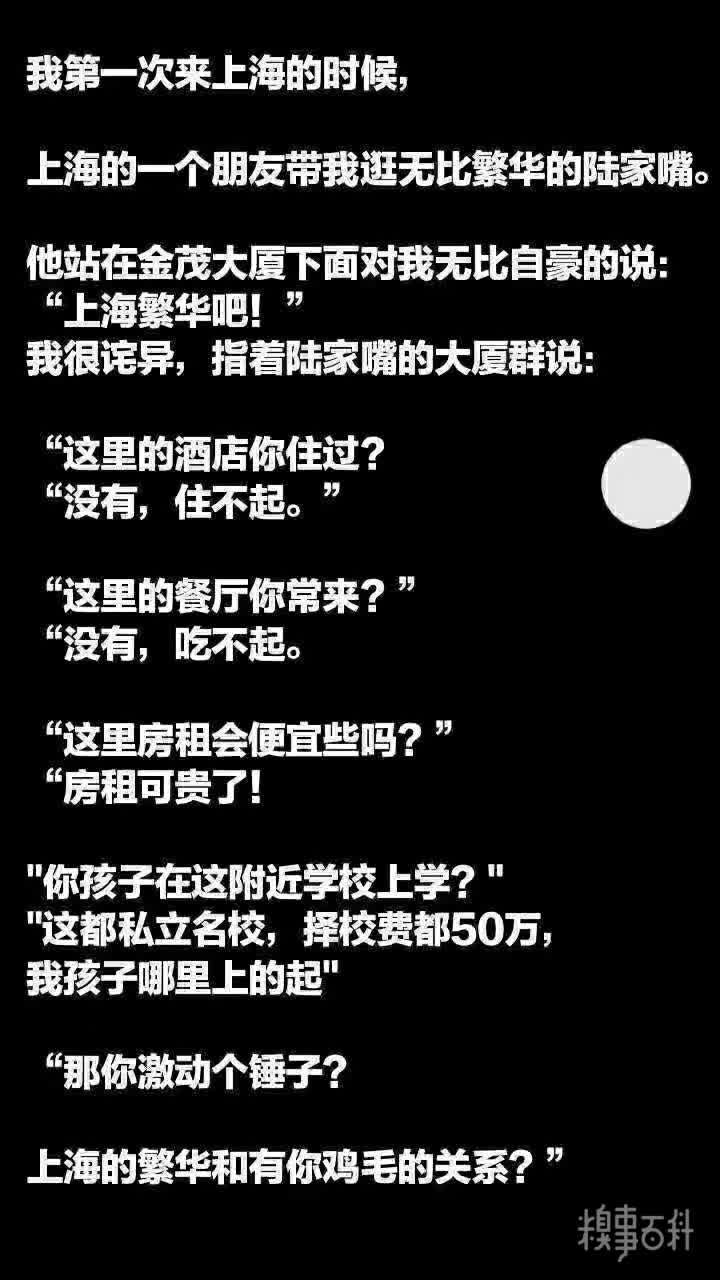 我第一次来上海的时候，
上海的一个朋友带我逛无比繁华的陆家嘴。
他站在金茂大厦下面对我无比自豪的说：
“上海繁华吧！”
我很诧异，指着陆家嘴的大厦群说：
“这里的酒店你住过？
“没有，住不起。”
“这里的餐厅你常来？”
“没有，吃不起。
“这里房租会便宜些吗？”
“房租可贵了！
"你孩子在这附近学校上学？"
"这都私立名校，择校费都50万，
我孩子哪里上的起"
“那你激动个锤子？
上海的繁华和有你鸡毛的关系？”
糗事百科